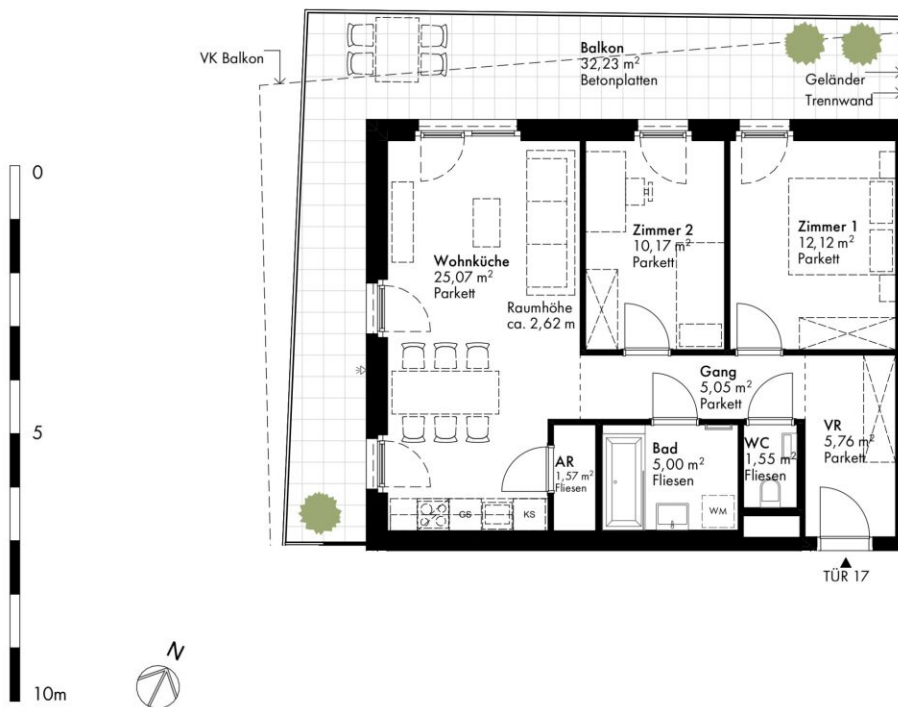 VK Balkon
Balkon
32,23 m²
Betonplatten
Geländer
Trennwand
0
5
10m
Wohnküche
25,07 m²
Parkett
Raumhöhe
ca. 2,62 m
Zimmer 2
10,17 m²
Parkett
Zimmer 1
12,12 m²
Parkett
Gang
5,05 m²
Parkett
VR
5,76 m²
Parkett
AR
1,57 m²
Fliesen
Bad
5,00 m²
Fliesen
WC
1,55 m²
Fliesen
GS
KS
WM
TÜR 17
N